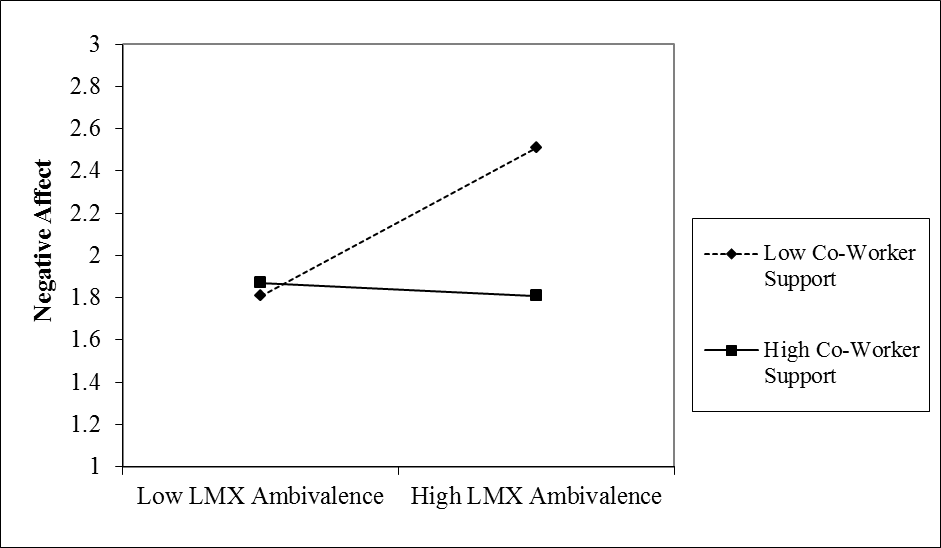 3
2.8
2.6
2.4
2.2
2
1.8
1.6
1.4
1.2
1
Negative Affect
Low LMX Ambivalence
High LMX Ambivalence
Low Co-Worker
Support
High Co-Worker
Support